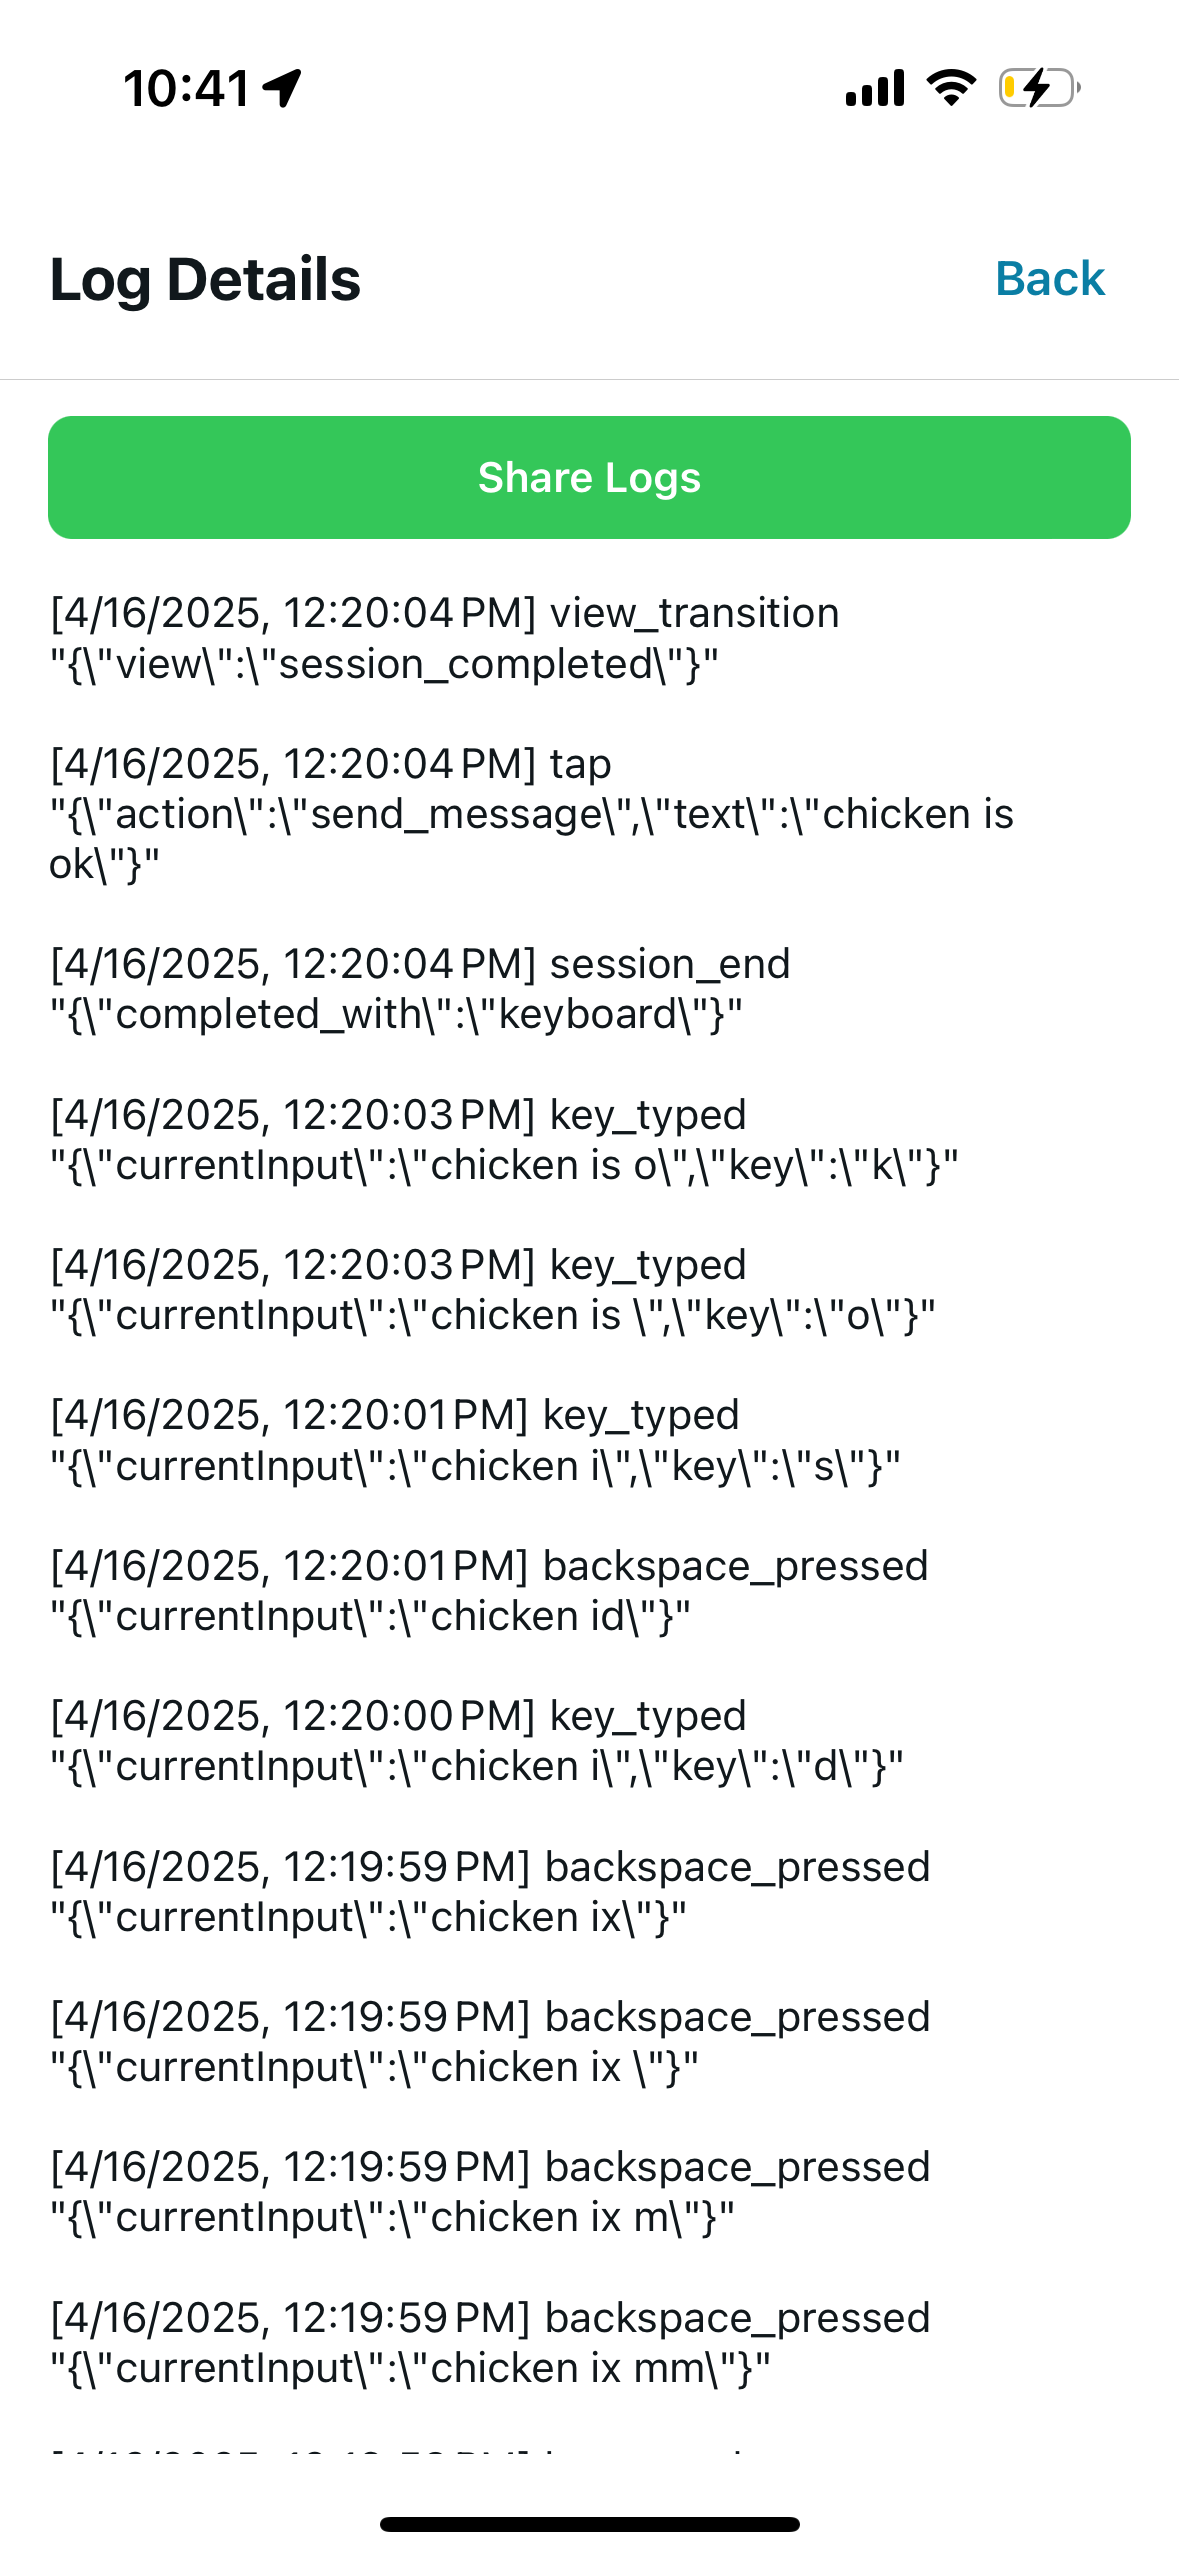 10:41
Log Details
Back
Share Logs
[4/16/2025, 12:20:04 PM] view_transition
"{\"view\":\"session_completed\"}"
[4/16/2025, 12:20:04 PM] tap
"{\"action\":\"send_message\",\"text\":\"chicken is
ok\"}"
[4/16/2025, 12:20:04 PM] session_end
"{\"completed_with\":\"keyboard\"}"
[4/16/2025, 12:20:03 PM] key_typed
"{\"currentInput\":\"chicken is o\",\"key\":\"k\"}"
[4/16/2025, 12:20:03 PM] key_typed
"{\"currentInput\":\"chicken is \",\"key\":\"o\"}"
[4/16/2025, 12:20:01 PM] key_typed
"{\"currentInput\":\"chicken i\",\"key\":\"s\"}"
[4/16/2025, 12:20:01 PM] backspace_pressed
"{\"currentInput\":\"chicken id\"}"
[4/16/2025, 12:20:00 PM] key_typed
"{\"currentInput\":\"chicken i\",\"key\":\"d\"}"
[4/16/2025, 12:19:59 PM] backspace_pressed
"{\"currentInput\":\"chicken ix\"}"
[4/16/2025, 12:19:59 PM] backspace_pressed
"{\"currentInput\":\"chicken ix \"}"
[4/16/2025, 12:19:59 PM] backspace_pressed
"{\"currentInput\":\"chicken ix m\"}"
[4/16/2025, 12:19:59 PM] backspace_pressed
"{\"currentInput\":\"chicken ix mm\"}"